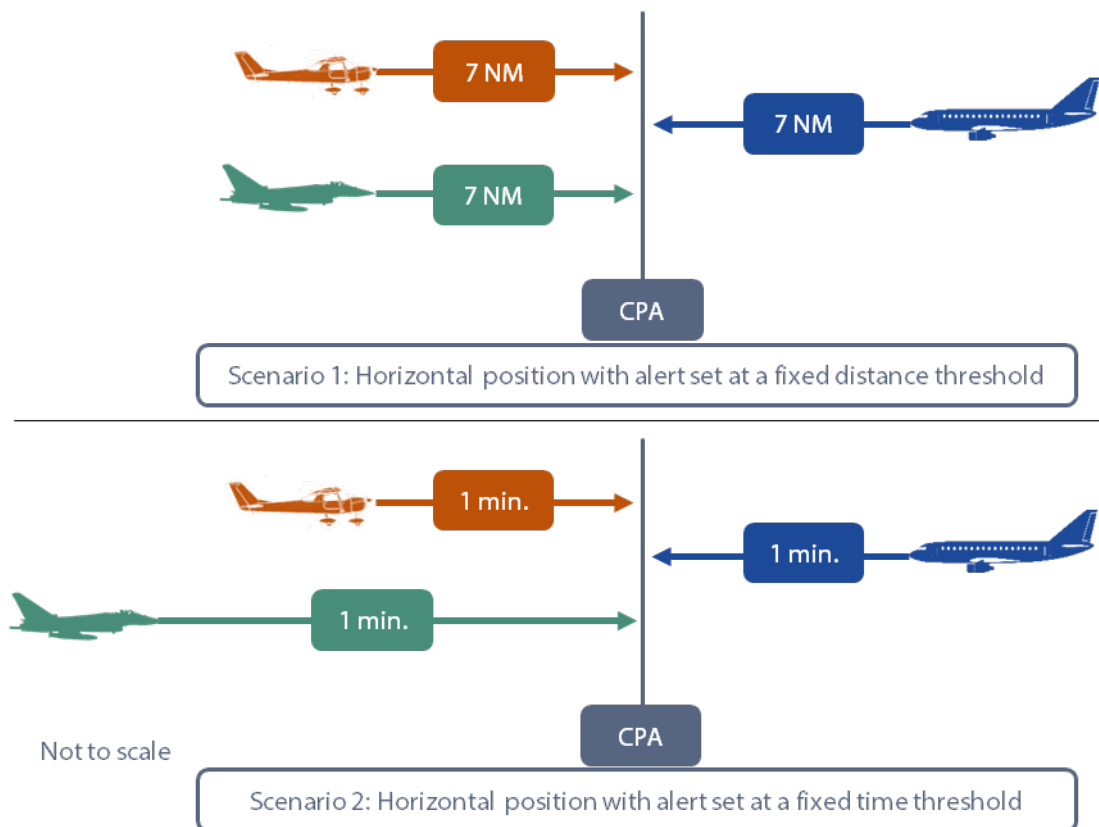 7 NM
7 NM
7 NM
CPA
Scenario 1: Horizontal position with alert set at a fixed distance threshold
1 min.
1 min.
1 min.
CPA
Not to scale
Scenario 2: Horizontal position with alert set at a fixed time threshold